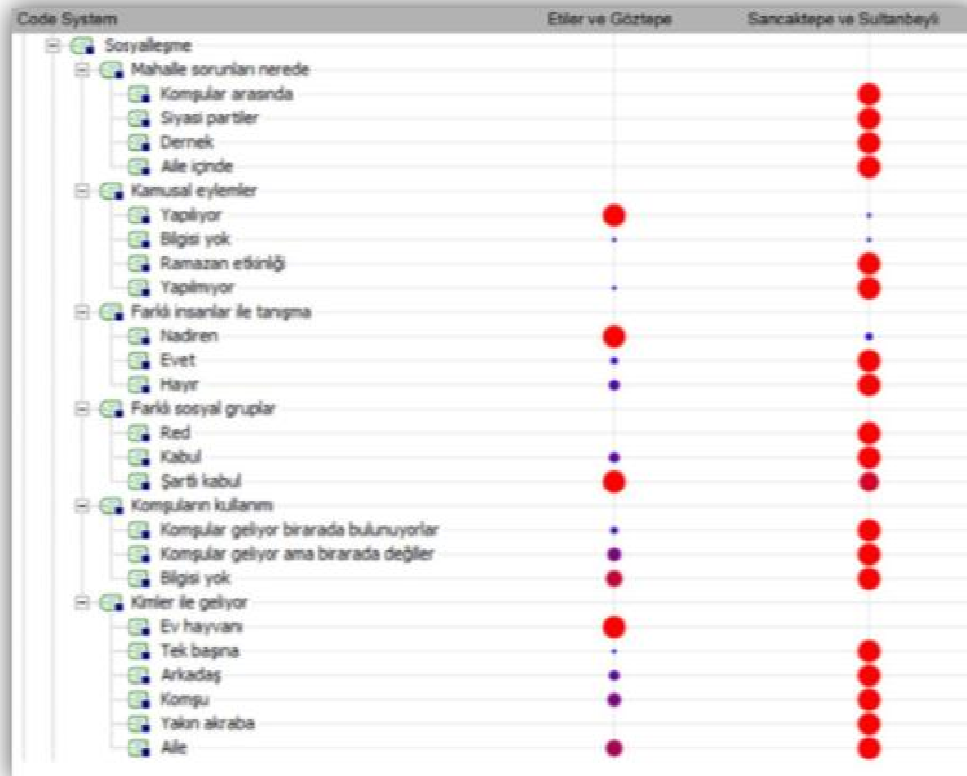 Code System Etiler ve Göztepe Sancaktepe ve Sultanbeyli
Sosyalleşme
Mahalle sorunları nerede
Komşular arasında
Siyasi partiler
Dernek
Aile içinde
Kamusal eylemler
Yapılıyor
Bilgisi yok
Ramazan etkinliği
Yapılmıyor
Farklı insanlar ile tanışma
Nadiren
Evet
Hayır
Farklı sosyal gruplar
Red
Kabul
Şartlı kabul
Komşuların kullanımı
Komşular geliyor birarada bulunuyorlar
Komşular geliyor ama birarada değiller
Bilgisi yok
Kimler ile geliyor
Ev hayvanı
Tek başına
Arkadaş
Komşu
Yakın akraba
Aile